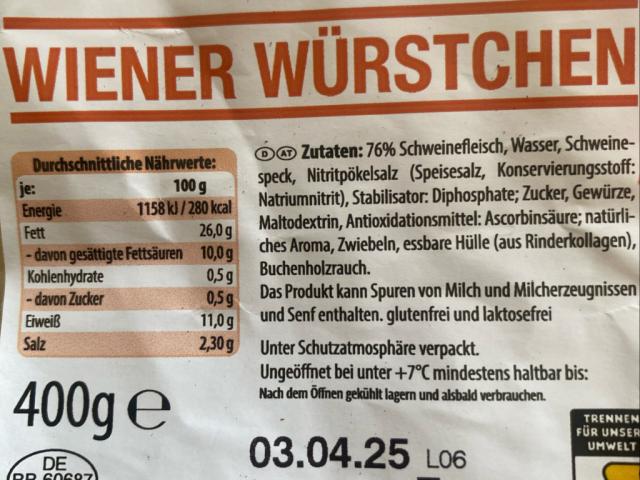 WIENER WÜRSTCHEN
Durchschnittliche Nährwerte:
je: 100 g
Energie 1158 kJ / 280 kcal
Fett 26,0 g
- davon gesättigte Fettsäuren 10,0 g
Kohlenhydrate 0,5 g
- davon Zucker 0,5 g
Eiweiß 11,0 g
Salz 2,30 g
400g e
DE
BB 60687
D AT Zutaten: 76% Schweinefleisch, Wasser, Schweine-
speck, Nitritpökelsalz (Speisesalz, Konservierungsstoff:
Natriumnitrit), Stabilisator: Diphosphate; Zucker, Gewürze,
Maltodextrin, Antioxidationsmittel: Ascorbinsäure; natürli-
ches Aroma, Zwiebeln, essbare Hülle (aus Rinderkollagen),
Buchenholzrauch.
Das Produkt kann Spuren von Milch und Milcherzeugnissen
und Senf enthalten. glutenfrei und laktosefrei
Unter Schutzatmosphäre verpackt.
Ungeöffnet bei unter +7°C mindestens haltbar bis:
Nach dem Öffnen gekühlt lagern und alsbald verbrauchen.
03.04.25 L06
TRENNEN
FÜR UNSER
UMWELT